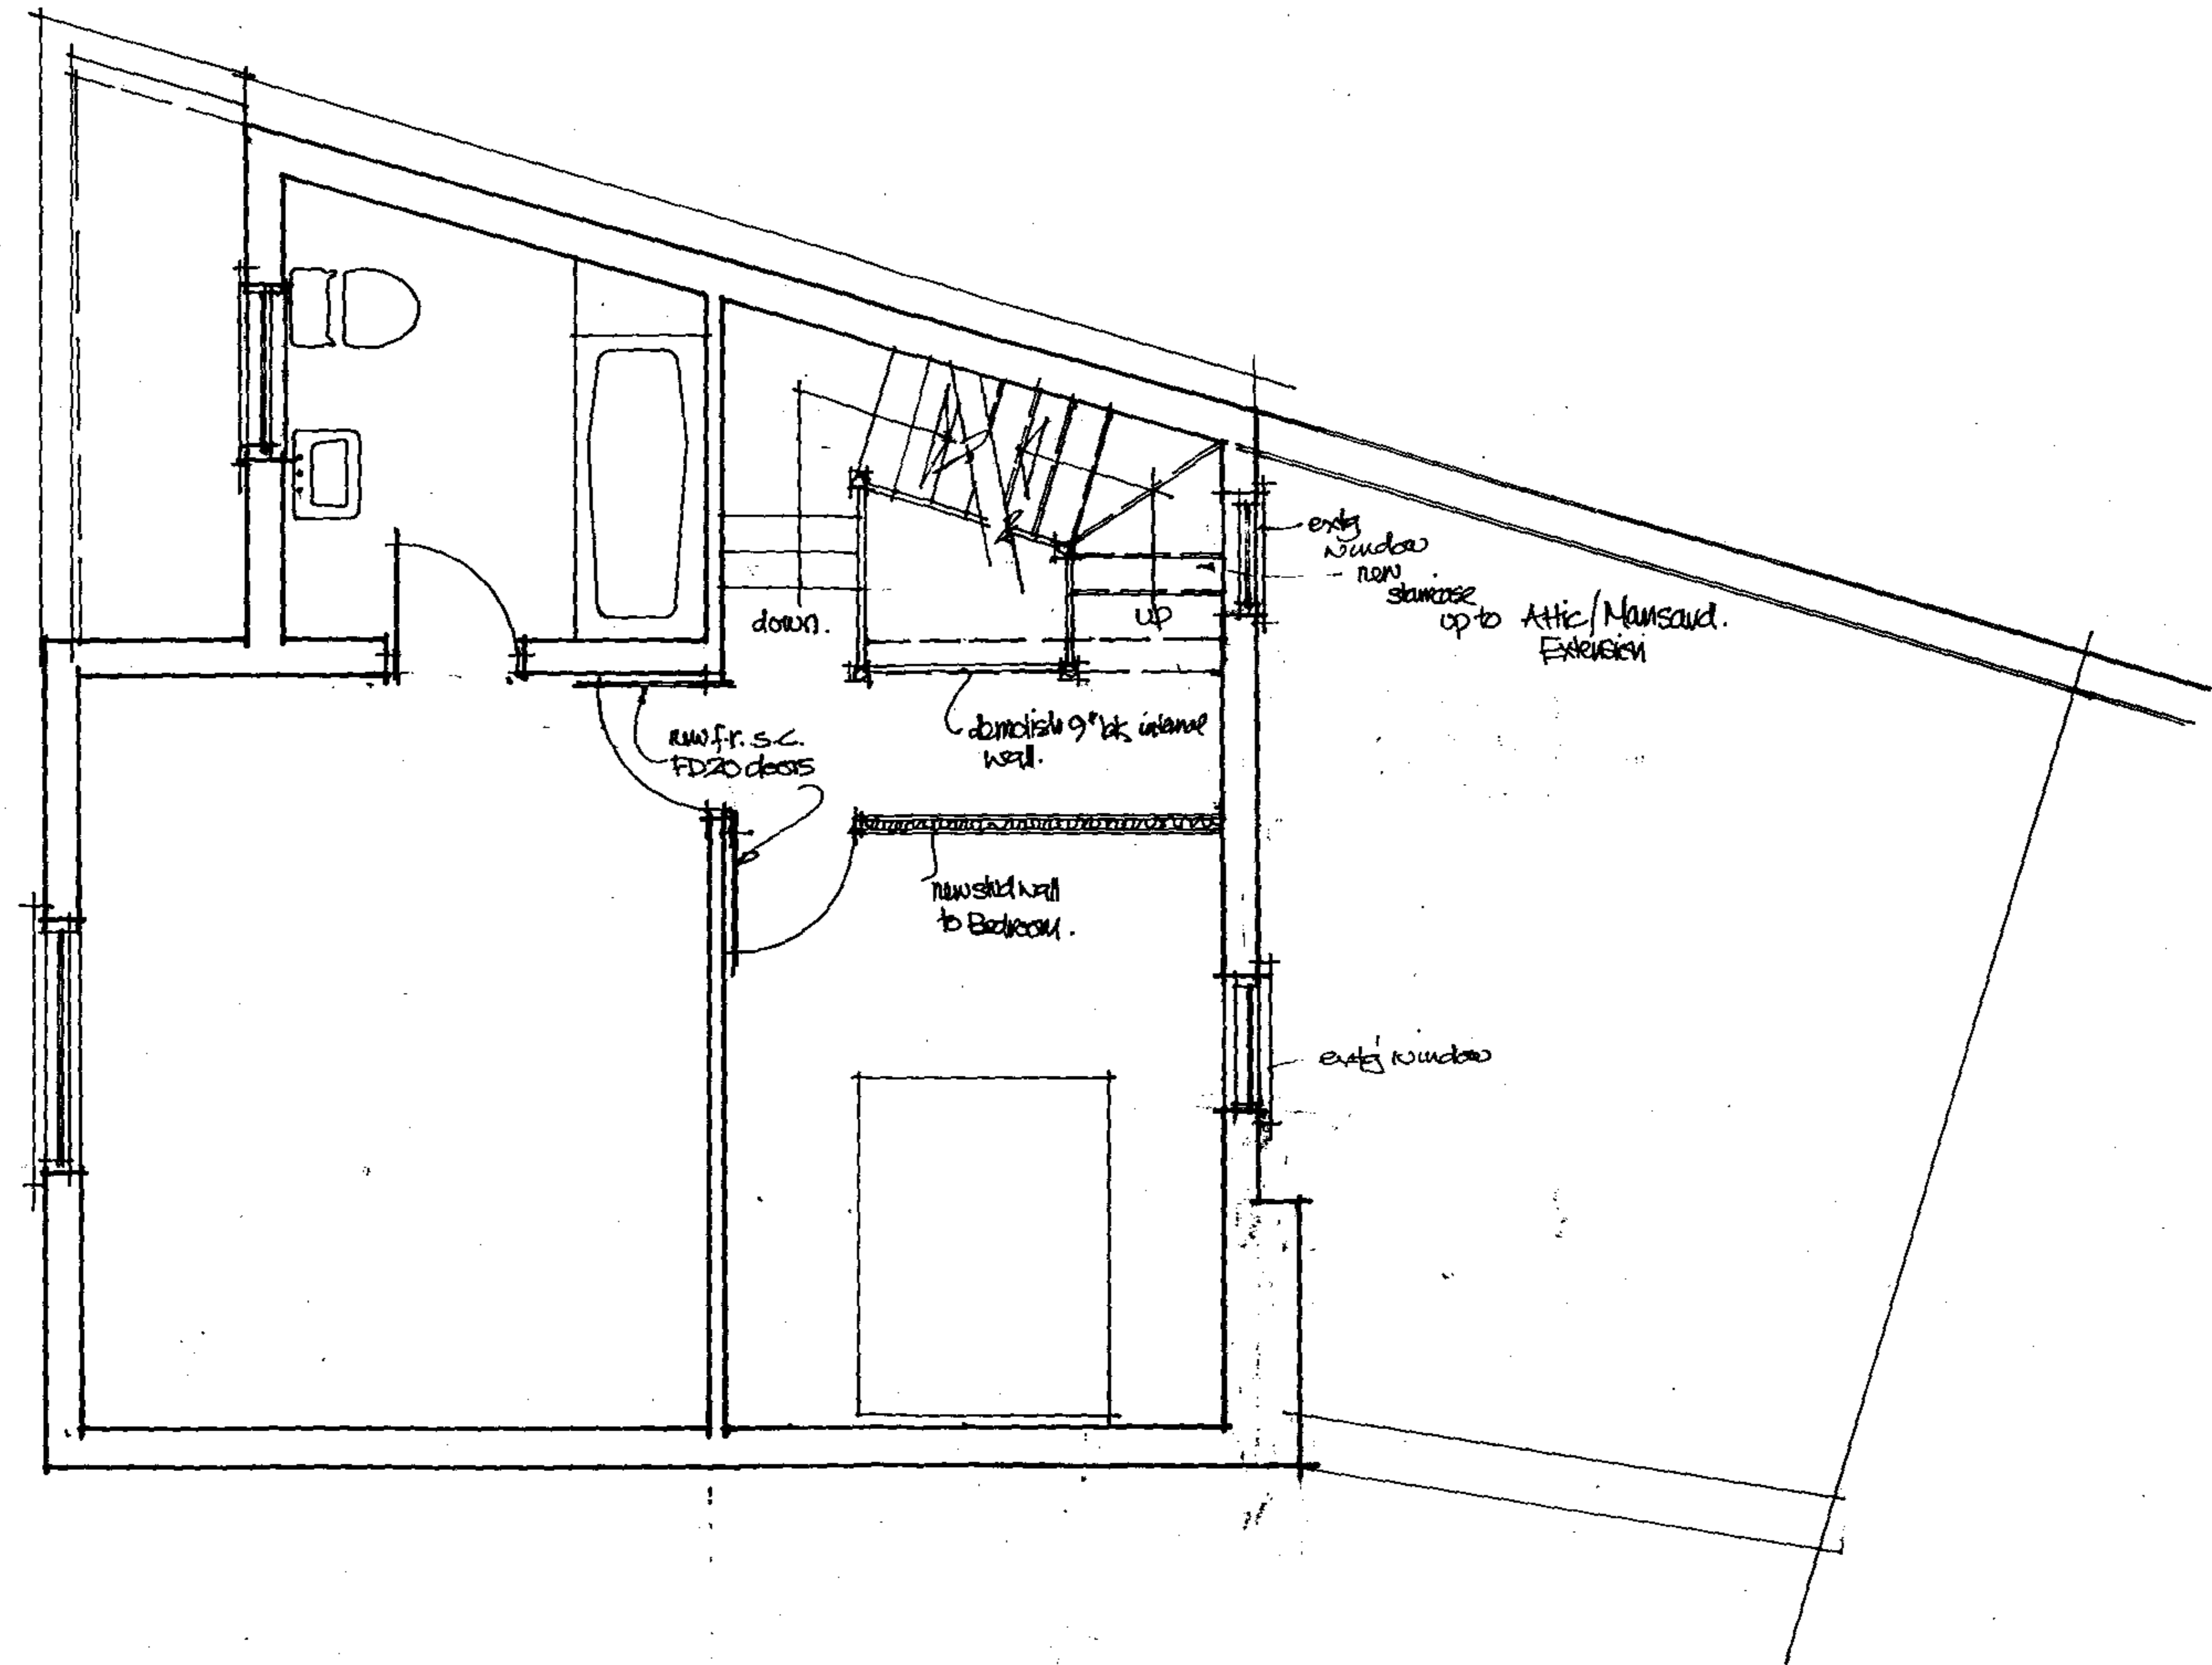 down.
up
extg
window
new
staircase
up to Attic/Mansard.
Extension
new f.r. s.c.
FD20 doors
demolish 9" bk internal
wall.
new stud wall
to Bedroom.
extg window